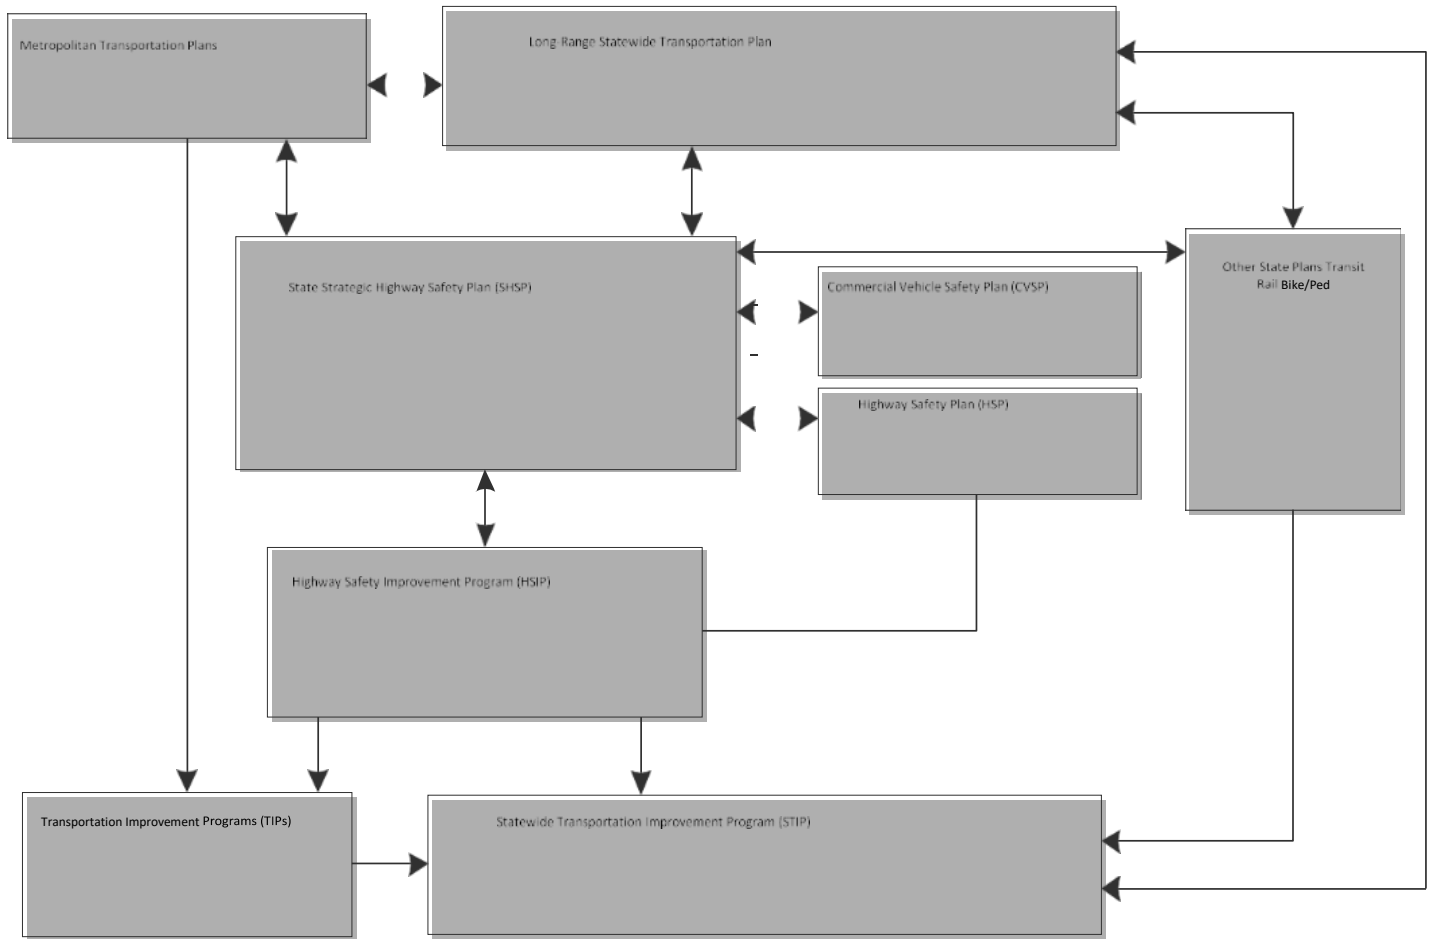 Metropolitan Transportation Plans
Long-Range Statewide Transportation Plan
State Strategic Highway Safety Plan (SHSP)
Commercial Vehicle Safety Plan (CVSP)
Other State Plans Transit
Rail Bike/Ped
Highway Safety Plan (HSP)
Highway Safety Improvement Program (HSIP)
Transportation Improvement Programs (TIPs)
Statewide Transportation Improvement Program (STIP)